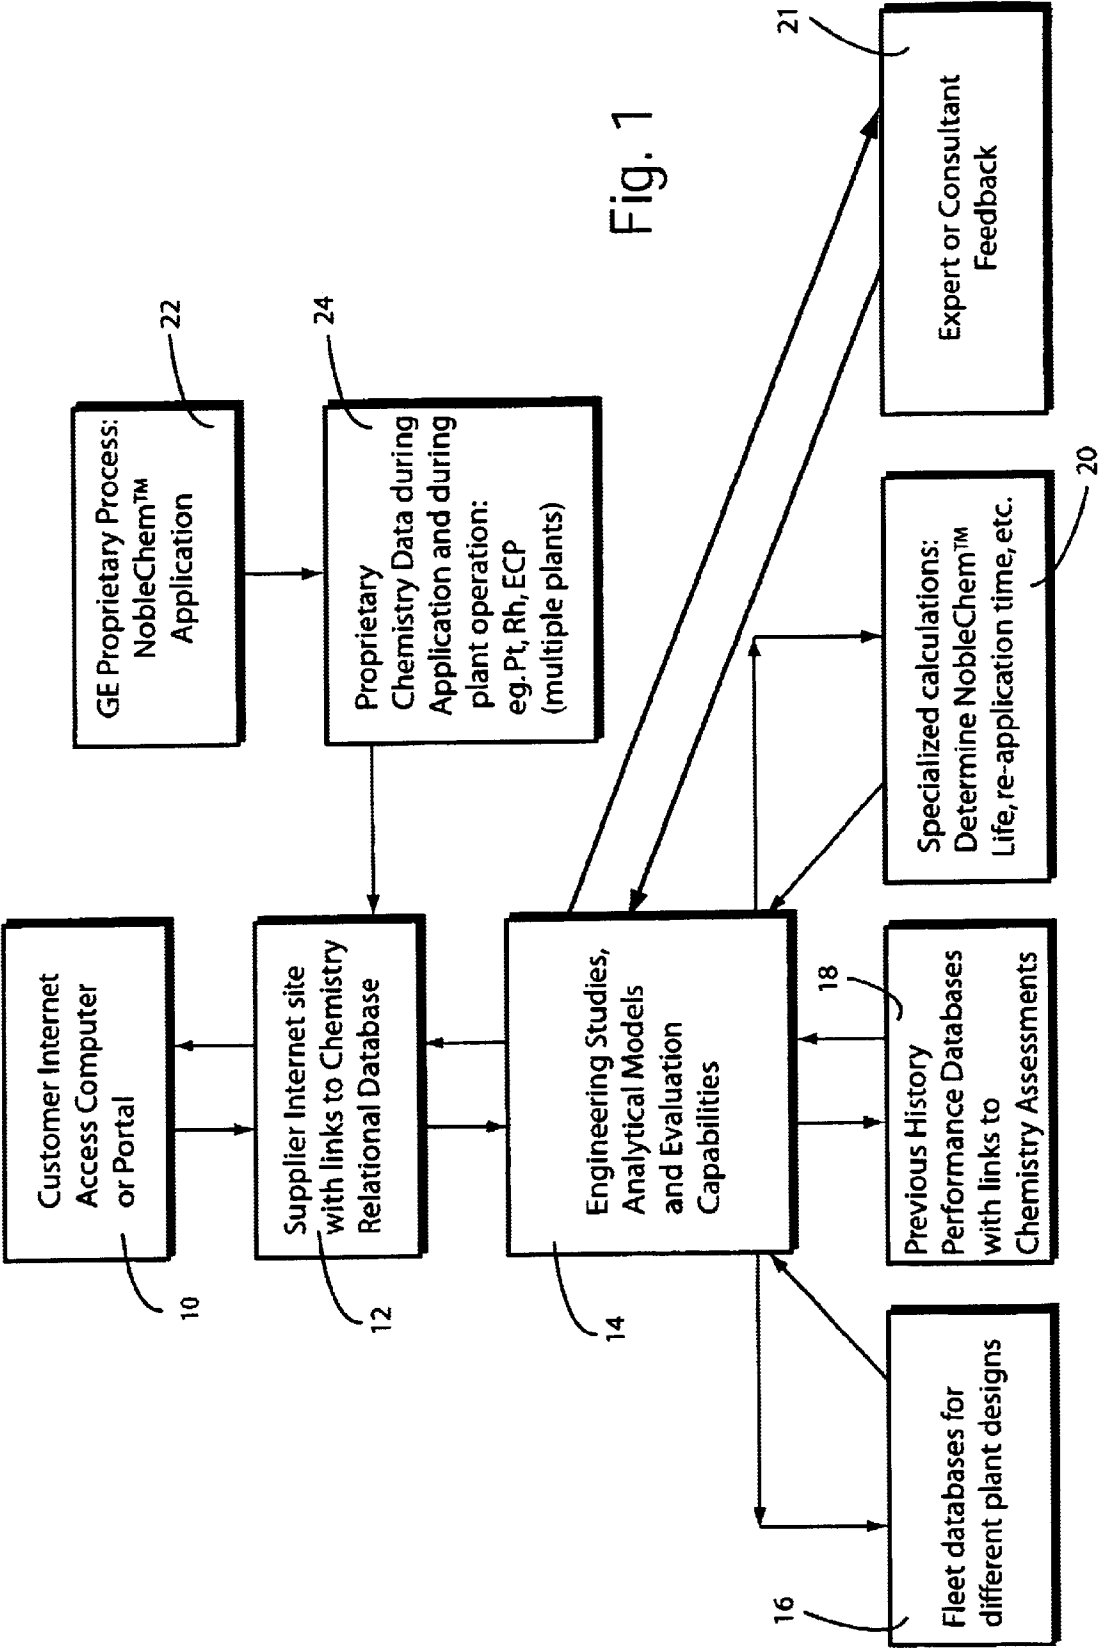 Customer Internet
Access Computer
or Portal
10
GE Proprietary Process:
NobleChem™
Application
22
Supplier Internet site
with links to Chemistry
Relational Database
12
Proprietary
Chemistry Data during
Application and during
plant operation:
eg. Pt, Rh, ECP
(multiple plants)
24
Engineering Studies,
Analytical Models
and Evaluation
Capabilities
14
Fig. 1
Fleet databases for
different plant designs
16
Previous History
Performance Databases
with links to
Chemistry Assessments
18
Specialized calculations:
Determine NobleChem™
Life, re-application time, etc.
20
Expert or Consultant
Feedback
21